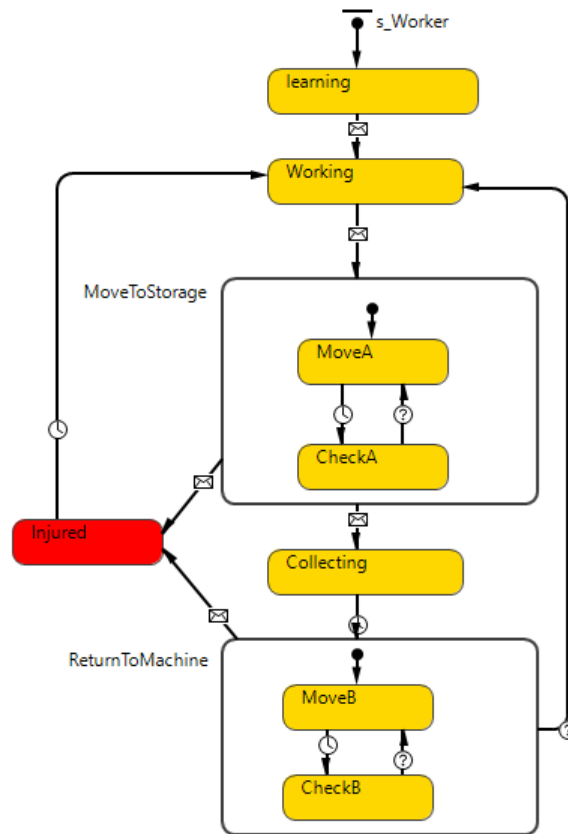 s_Worker
learning
Working
MoveToStorage
MoveA
?
CheckA
Injured
Collecting
ReturnToMachine
MoveB
?
?
CheckB